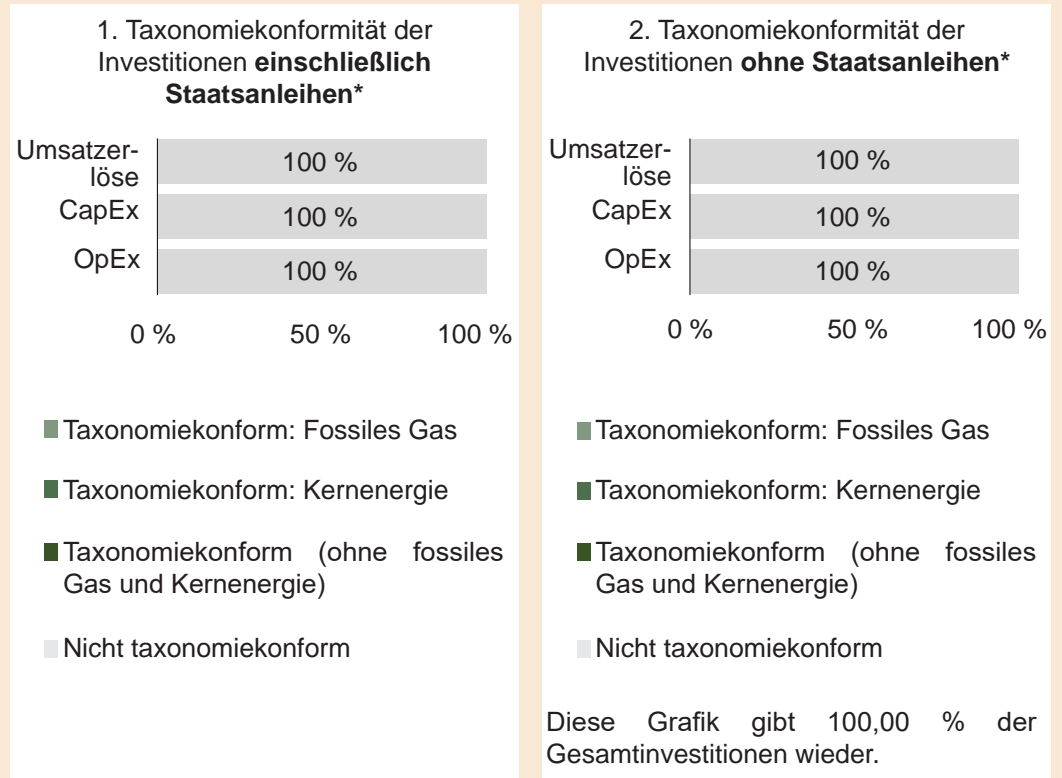 1. Taxonomiekonformität der
Investitionen einschließlich
Staatsanleihen*
Umsatzer-
löse
100 %
CapEx
100 %
OpEx
100 %
0 %
50 %
100 %
Taxonomiekonform: Fossiles Gas
Taxonomiekonform: Kernenergie
Taxonomiekonform (ohne fossiles
Gas und Kernenergie)
Nicht taxonomiekonform
2. Taxonomiekonformität der
Investitionen ohne Staatsanleihen*
Umsatzer-
löse
100 %
CapEx
100 %
OpEx
100 %
0 %
50 %
100 %
Taxonomiekonform: Fossiles Gas
Taxonomiekonform: Kernenergie
Taxonomiekonform (ohne fossiles
Gas und Kernenergie)
Nicht taxonomiekonform
Diese Grafik gibt 100,00 % der
Gesamtinvestitionen wieder.